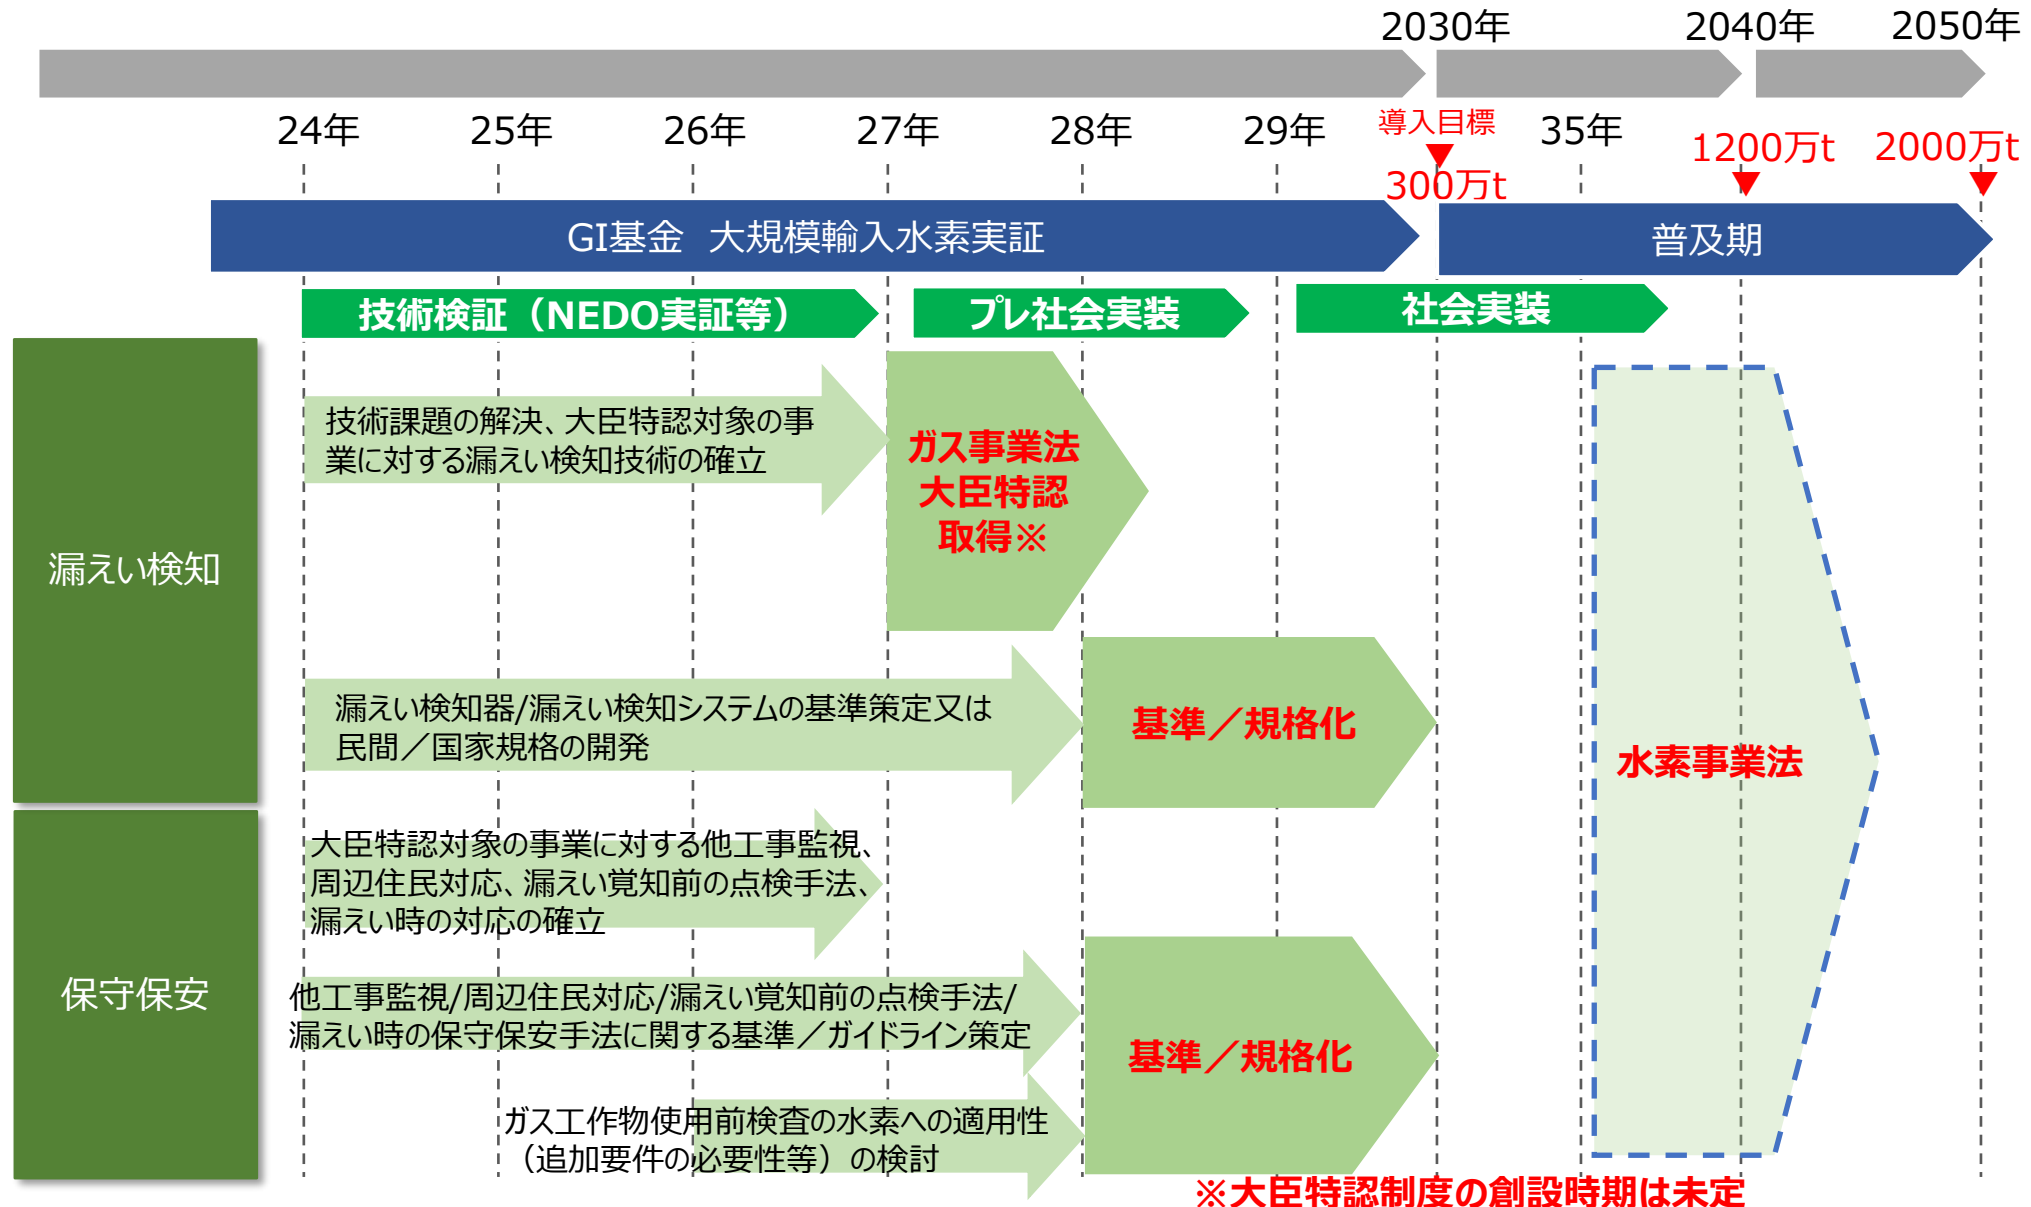 2030年
2040年
2050年
24年
25年
26年
27年
28年
29年
導入目標
35年
300万t
1200万t
2000万t
GI基金　大規模輸入水素実証
普及期
技術検証（NEDO実証等）
プレ社会実装
社会実装
漏えい検知
技術課題の解決、大臣特認対象の事
業に対する漏えい検知技術の確立
ガス事業法
大臣特認
取得※
漏えい検知器/漏えい検知システムの基準策定又は
民間／国家規格の開発
基準／規格化
水素事業法
保守保安
大臣特認対象の事業に対する他工事監視、
周辺住民対応、漏えい覚知前の点検手法、
漏えい時の対応の確立
他工事監視/周辺住民対応/漏えい覚知前の点検手法/
漏えい時の保守保安手法に関する基準／ガイドライン策定
基準／規格化
ガス工作物使用前検査の水素への適用性
（追加要件の必要性等）の検討
※大臣特認制度の創設時期は未定